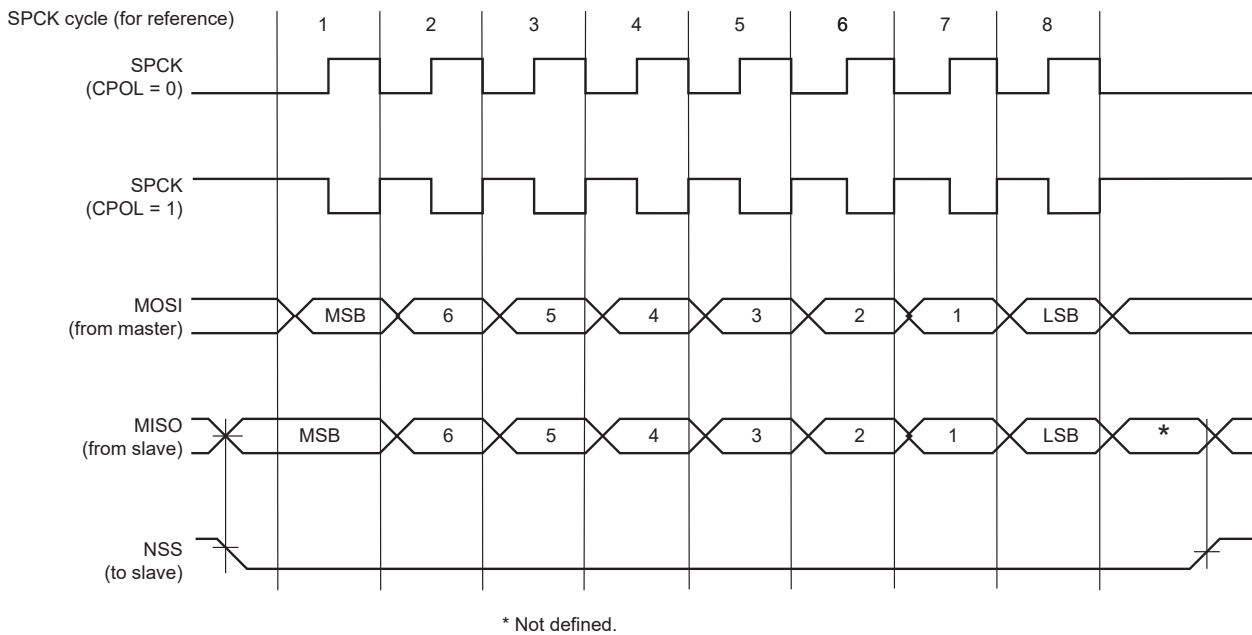 SPCK cycle (for reference)
1 2 3 4 5 6 7 8
SPCK
(CPOL = 0)
SPCK
(CPOL = 1)
MOSI
(from master)
MSB 6 5 4 3 2 1 LSB
MISO
(from slave)
MSB 6 5 4 3 2 1 LSB *
NSS
(to slave)
* Not defined.